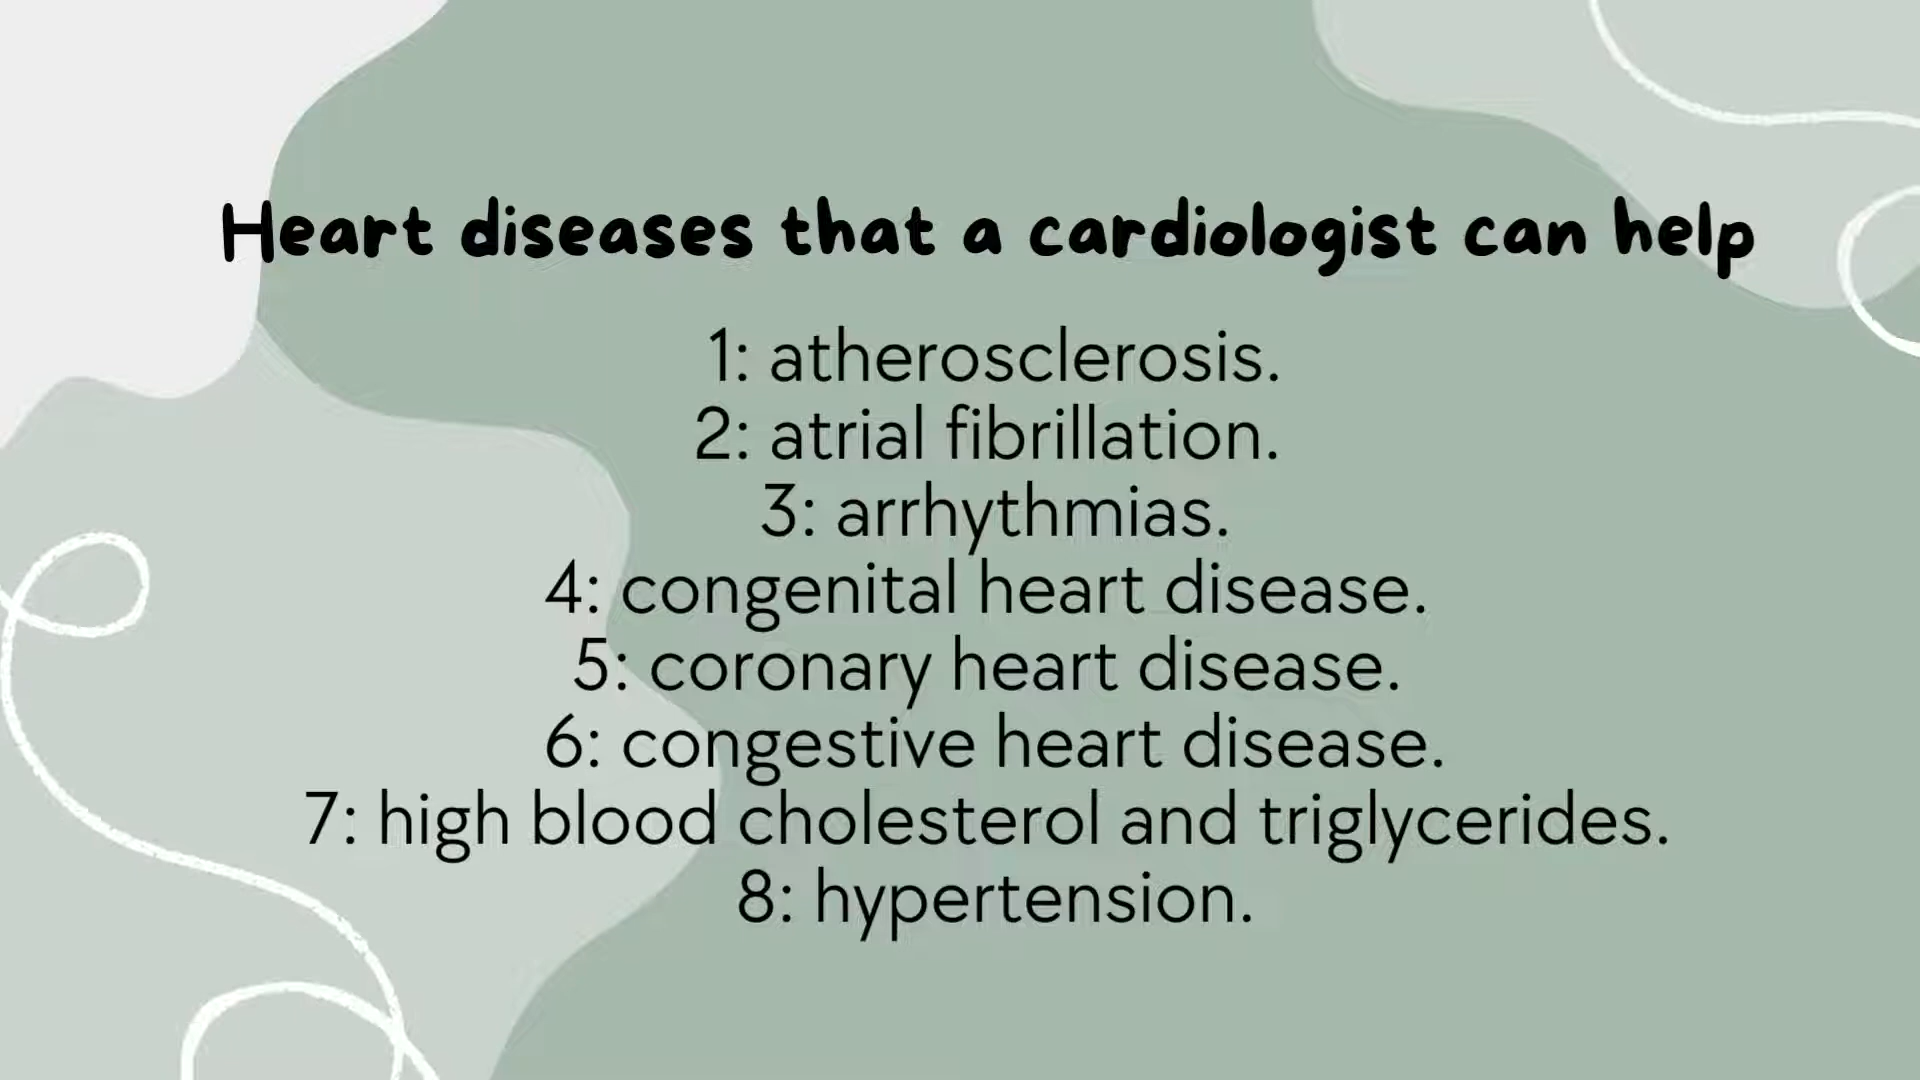 Heart diseases that a cardiologist can help
1: atherosclerosis.
2: atrial fibrillation.
3: arrhythmias.
4: congenital heart disease.
5: coronary heart disease.
6: congestive heart disease.
7: high blood cholesterol and triglycerides.
8: hypertension.